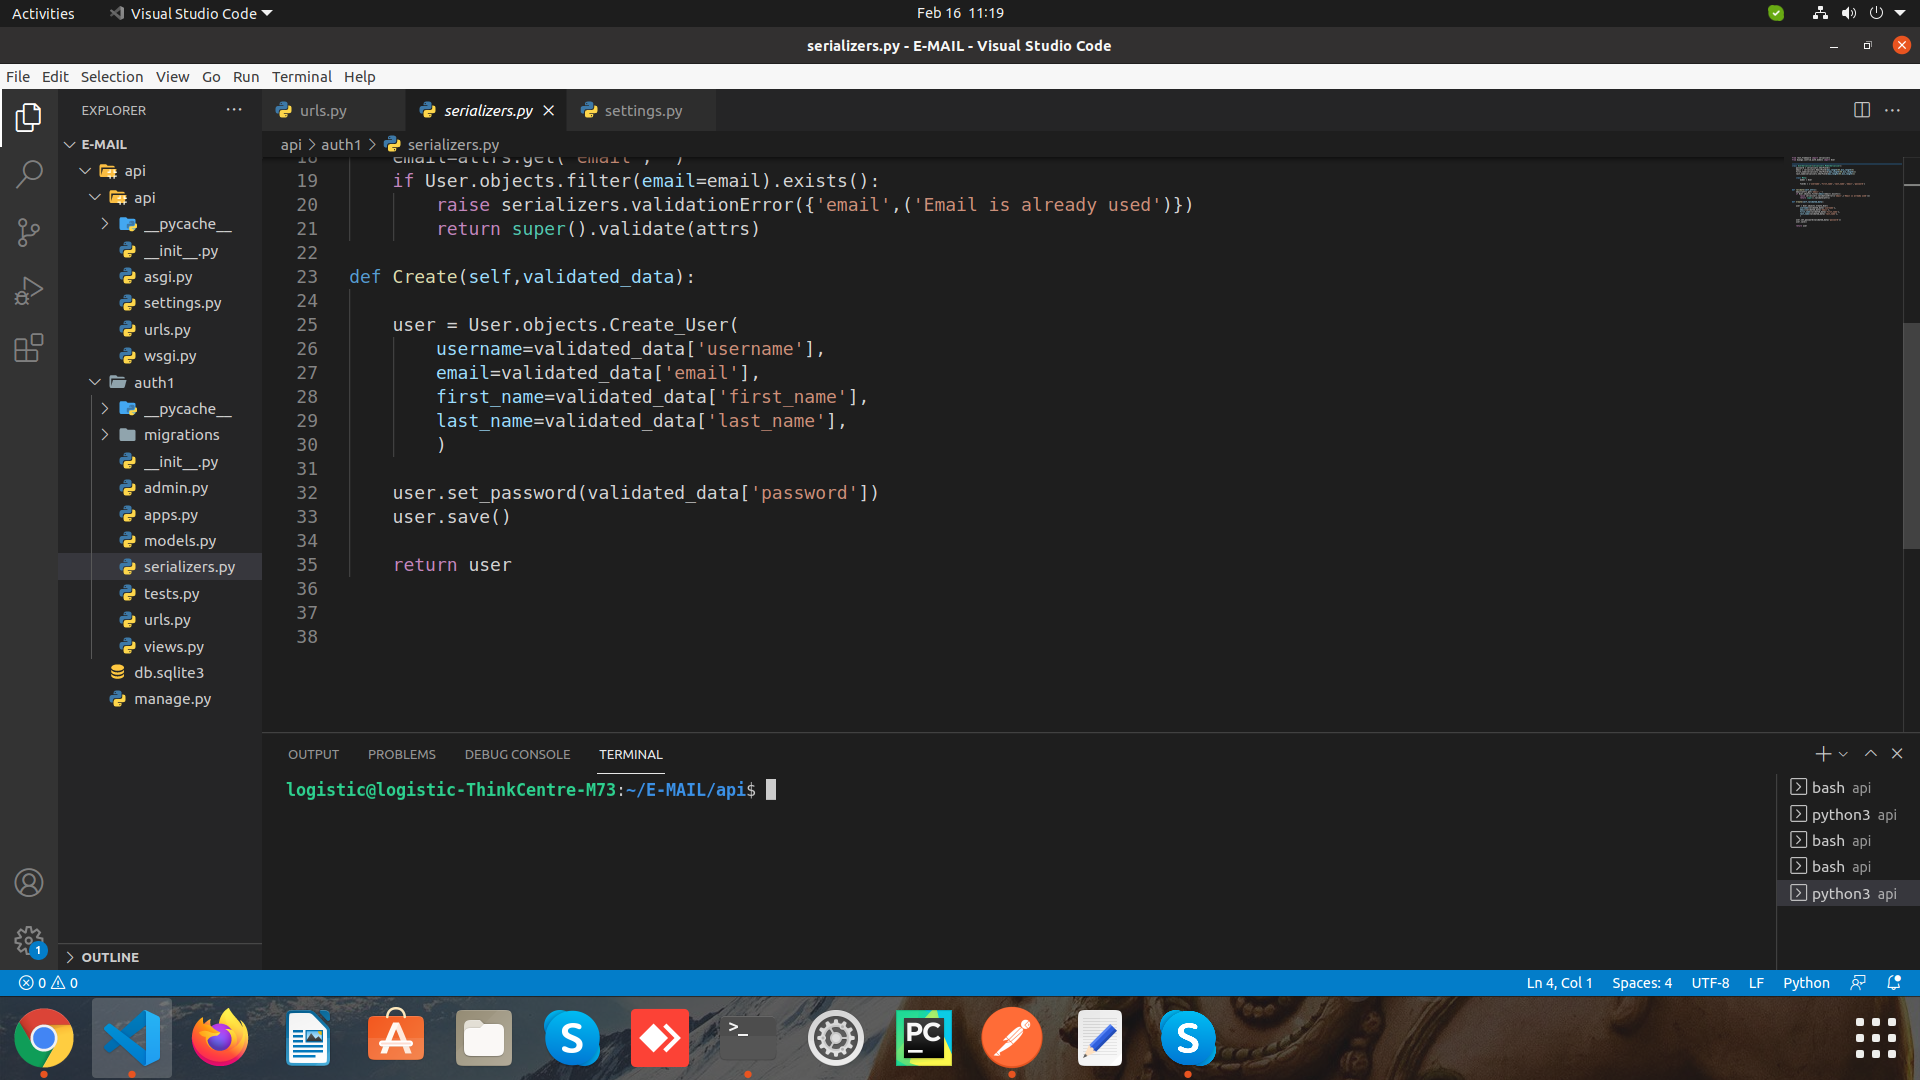 Activities
Visual Studio Code
Feb 16 11:19
serializers.py - E-MAIL - Visual Studio Code
File Edit Selection View Go Run Terminal Help
EXPLORER
E-MAIL
api
api
__pycache__
__init__.py
asgi.py
settings.py
urls.py
wsgi.py
auth1
__pycache__
migrations
__init__.py
admin.py
apps.py
models.py
serializers.py
tests.py
urls.py
views.py
db.sqlite3
manage.py
OUTLINE
urls.py
serializers.py
settings.py
api > auth1 > serializers.py
18 email=attrs.get('email', '')
19 if User.objects.filter(email=email).exists():
20 raise serializers.validationError({'email',('Email is already used')})
21 return super().validate(attrs)
22
23 def Create(self,validated_data):
24
25 user = User.objects.Create_User(
26 username=validated_data['username'],
27 email=validated_data['email'],
28 first_name=validated_data['first_name'],
29 last_name=validated_data['last_name'],
30 )
31
32 user.set_password(validated_data['password'])
33 user.save()
34
35 return user
36
37
38
OUTPUT PROBLEMS DEBUG CONSOLE TERMINAL
logistic@logistic-ThinkCentre-M73:~/E-MAIL/api$
bash api
python3 api
bash api
bash api
python3 api
1
0 0
Ln 4, Col 1 Spaces: 4 UTF-8 LF Python
A
S
>_
PC
S